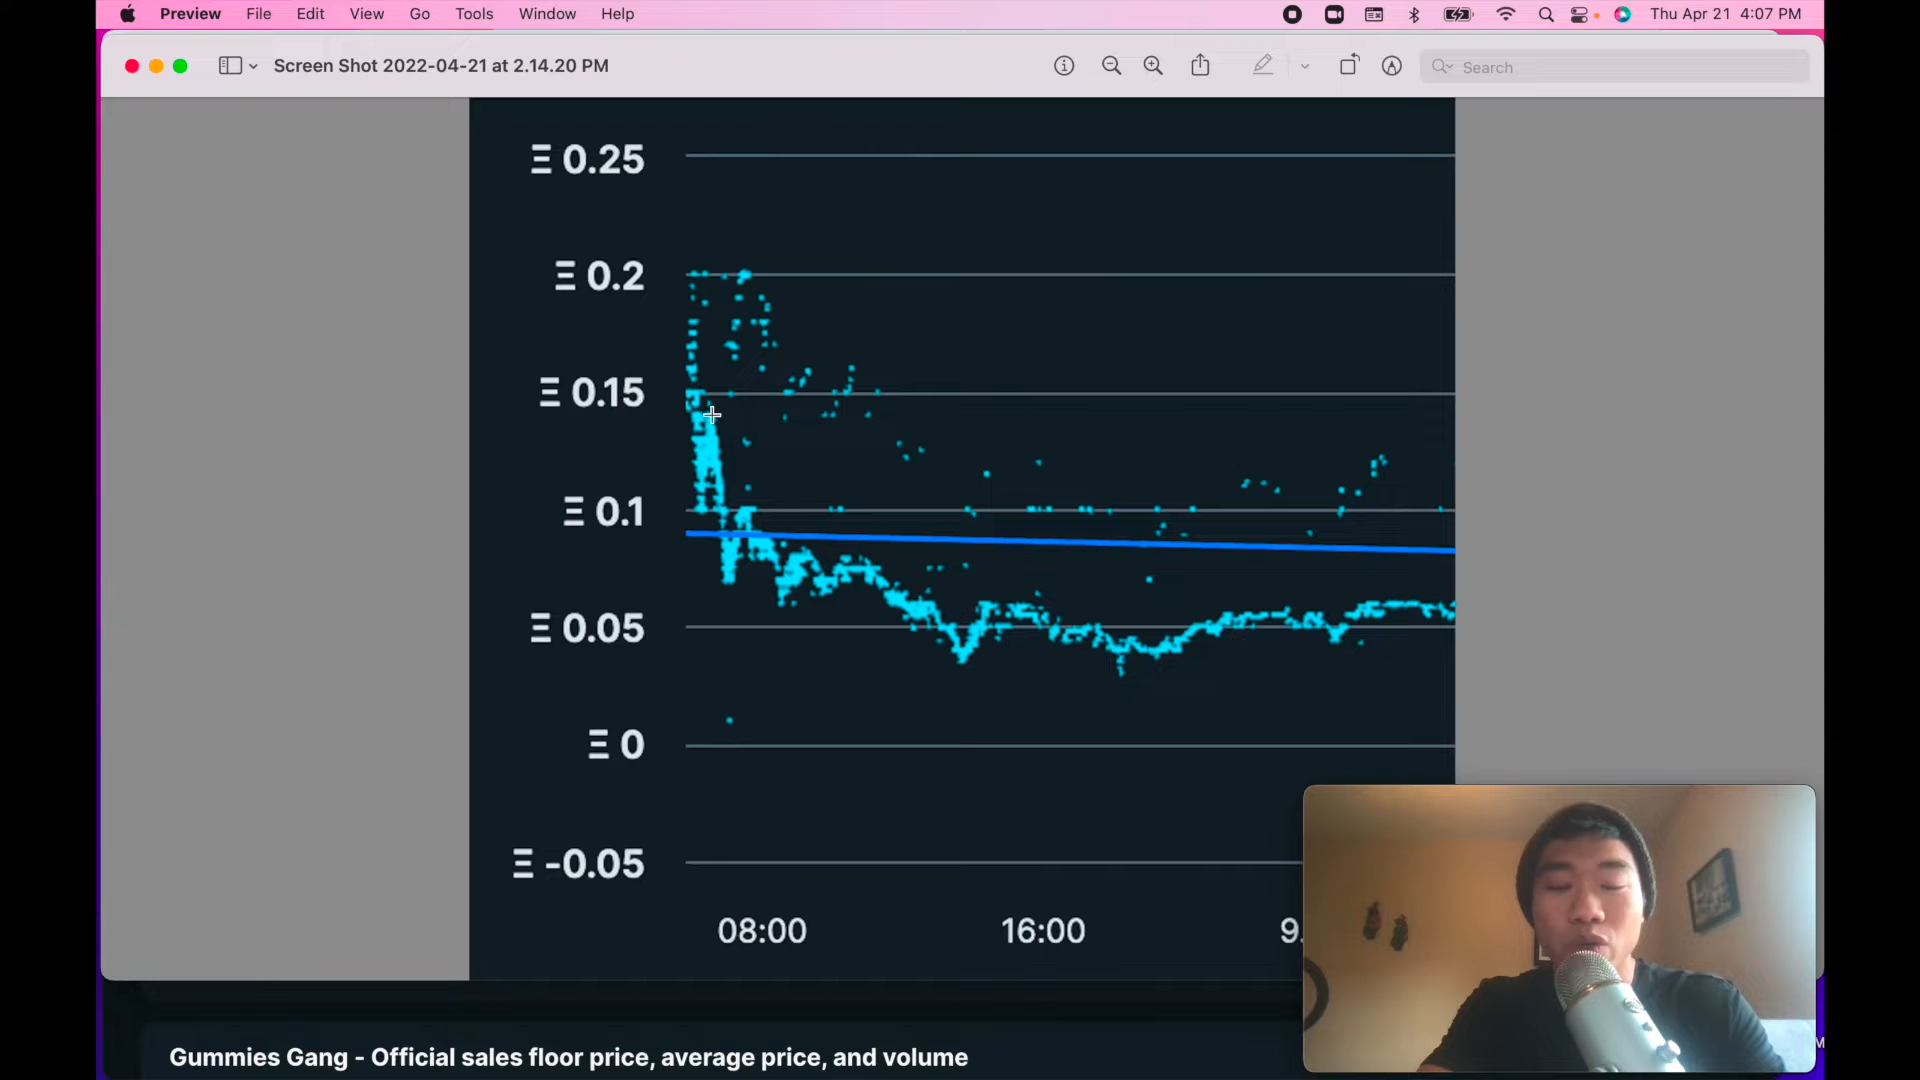 Preview File Edit View Go Tools Window Help Thu Apr 21 4:07 PM
Screen Shot 2022-04-21 at 2.14.20 PM
Search
Ξ 0.25
Ξ 0.2
Ξ 0.15
Ξ 0.1
Ξ 0.05
Ξ 0
Ξ -0.05
08:00 16:00 9.
Gummies Gang - Official sales floor price, average price, and volume